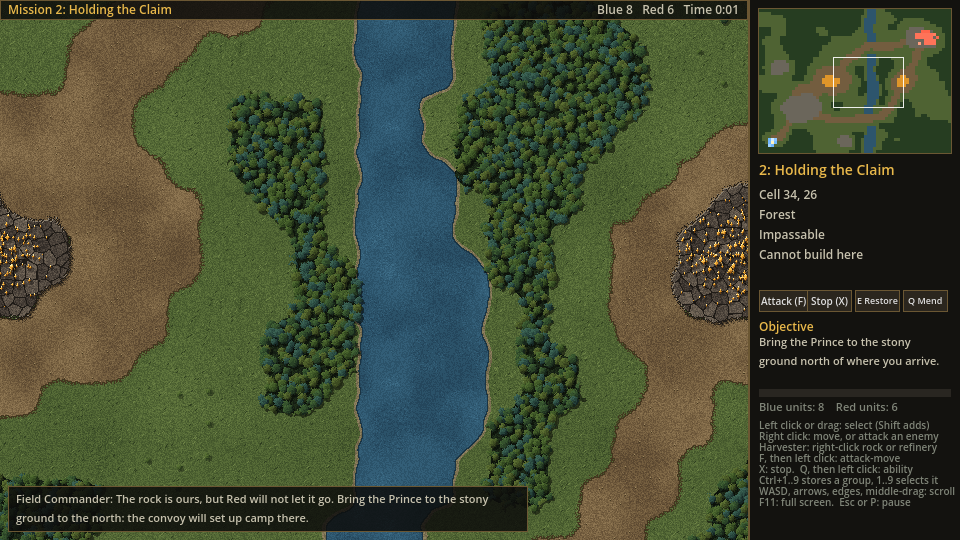 Mission 2: Holding the Claim
Blue 8 Red 6 Time 0:01
2: Holding the Claim
Cell 34, 26
Forest
Impassable
Cannot build here
Attack (F) Stop (X) E Restore Q Mend
Objective
Bring the Prince to the stony
ground north of where you arrive.
Blue units: 8 Red units: 6
Left click or drag: select (Shift adds)
Right click: move, or attack an enemy
Harvester: right-click rock or refinery
F, then left click: attack-move
X: stop. Q, then left click: ability
Ctrl+1..9 stores a group, 1..9 selects it
WASD, arrows, edges, middle-drag: scroll
F11: full screen. Esc or P: pause
Field Commander: The rock is ours, but Red will not let it go. Bring the Prince to the stony
ground to the north: the convoy will set up camp there.